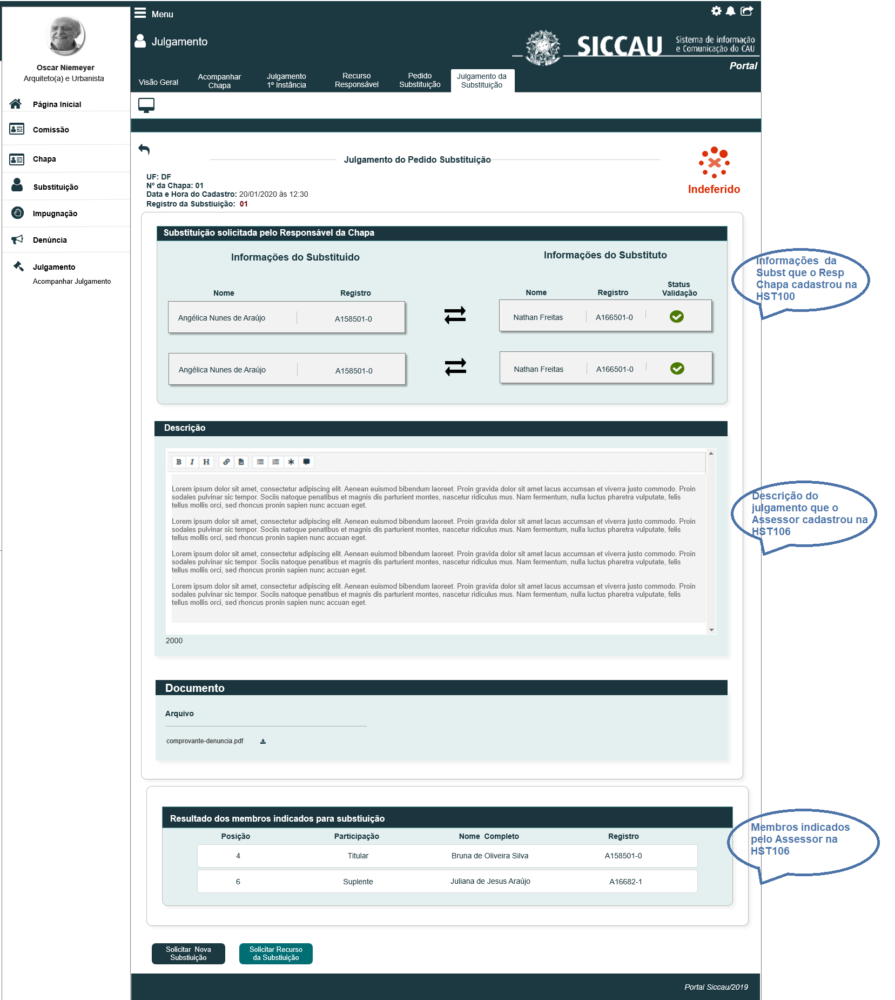 Menu
Julgamento
SICCAU
Sistema de informação
e Comunicação do CAU
Portal
Oscar Niemeyer
Arquiteto(a) e Urbanista
Página Inicial
Comissão
Chapa
Substituição
Impugnação
Denúncia
Julgamento
Acompanhar Julgamento
Visão Geral
Acompanhar
Chapa
Julgamento
1º Instância
Recurso
Responsável
Pedido
Substituição
Julgamento da
Substituição
Julgamento do Pedido Substituição
Indeferido
UF: DF
Nº da Chapa: 01
Data e Hora do Cadastro: 20/01/2020 às 12:30
Registro da Substiuição: 01
Substituição solicitada pelo Responsável da Chapa
Informações do Substituído
Informações do Substituto
Nome
Registro
Nome
Registro
Status
Validação
Angélica Nunes de Araújo
A158501-0
Nathan Freitas
A166501-0
Angélica Nunes de Araújo
A158501-0
Nathan Freitas
A166501-0
Informações da
Subst que o Resp
Chapa cadastrou na
HST100
Descrição
B I H
Lorem ipsum dolor sit amet, consectetur adipiscing elit. Aenean euismod bibendum laoreet. Proin gravida dolor sit amet lacus accumsan et viverra justo commodo. Proin
sodales pulvinar sic tempor. Sociis natoque penatibus et magnis dis parturient montes, nascetur ridiculus mus. Nam fermentum, nulla luctus pharetra vulputate, felis
tellus mollis orci, sed rhoncus pronin sapien nunc accuan eget.
Lorem ipsum dolor sit amet, consectetur adipiscing elit. Aenean euismod bibendum laoreet. Proin gravida dolor sit amet lacus accumsan et viverra justo commodo. Proin
sodales pulvinar sic tempor. Sociis natoque penatibus et magnis dis parturient montes, nascetur ridiculus mus. Nam fermentum, nulla luctus pharetra vulputate, felis
tellus mollis orci, sed rhoncus pronin sapien nunc accuan eget.
Lorem ipsum dolor sit amet, consectetur adipiscing elit. Aenean euismod bibendum laoreet. Proin gravida dolor sit amet lacus accumsan et viverra justo commodo. Proin
sodales pulvinar sic tempor. Sociis natoque penatibus et magnis dis parturient montes, nascetur ridiculus mus. Nam fermentum, nulla luctus pharetra vulputate, felis
tellus mollis orci, sed rhoncus pronin sapien nunc accuan eget.
Lorem ipsum dolor sit amet, consectetur adipiscing elit. Aenean euismod bibendum laoreet. Proin gravida dolor sit amet lacus accumsan et viverra justo commodo. Proin
sodales pulvinar sic tempor. Sociis natoque penatibus et magnis dis parturient montes, nascetur ridiculus mus. Nam fermentum, nulla luctus pharetra vulputate, felis
tellus mollis orci, sed rhoncus pronin sapien nunc accuan eget.
2000
Descrição do
julgamento que o
Assessor cadastrou na
HST106
Documento
Arquivo
comprovante-denuncia.pdf
Resultado dos membros indicados para substiuição
Posição
Participação
Nome Completo
Registro
4
Titular
Bruna de Oliveira Silva
A158501-0
6
Suplente
Juliana de Jesus Araújo
A16682-1
Membros indicados
pelo Assessor na
HST106
Solicitar Nova
Substiuição
Solicitar Recurso
da Substiuição
Portal Siccau/2019